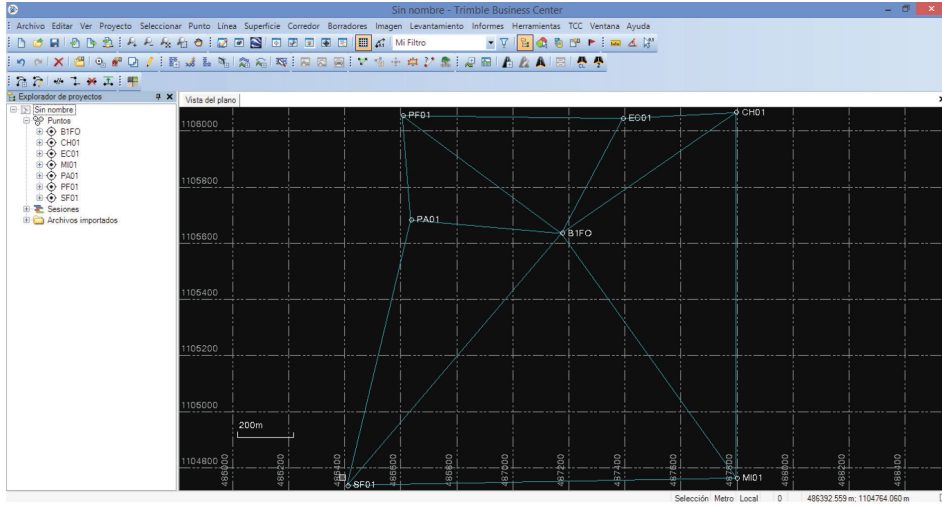 Sin nombre - Trimble Business Center
Archivo Editar Ver Proyecto Seleccionar Punto Línea Superficie Corredor Borradores Imagen Levantamiento Informes Herramientas TCC Ventana Ayuda
Mi Filtro
Explorador de proyectos
Vista del plano
Sin nombre
Puntos
B1FO
CH01
EC01
MI01
PA01
PF01
SF01
Sesiones
Archivos importados
PF01
EC01
CH01
1106000
1105800
PA01
B1FO
1105600
1105400
1105200
1105000
200m
1104800
486000
486200
486400
486600
486800
487000
487200
487400
487600
487800
488000
488200
488400
SF01
MI01
Selección Metro Local 0 486392.559 m; 1104764.060 m